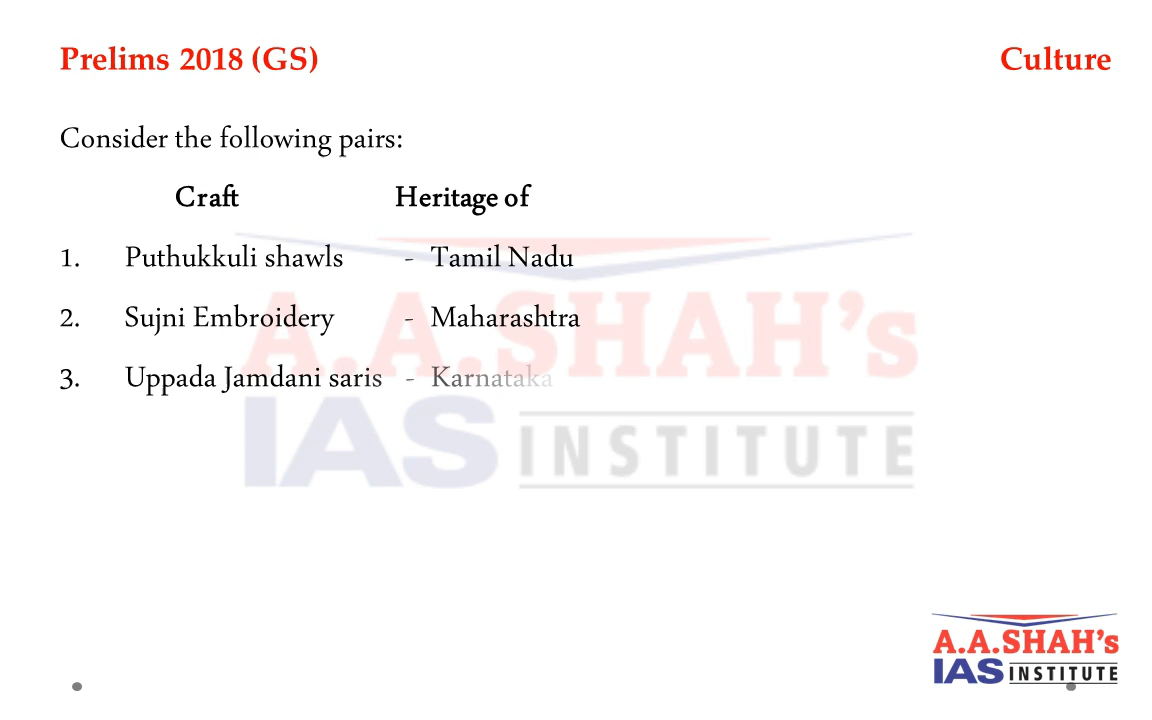 Prelims 2018 (GS) Culture
Consider the following pairs:
Craft Heritage of
1. Puthukkuli shawls - Tamil Nadu
2. Sujni Embroidery - Maharashtra
3. Uppada Jamdani saris - Karnataka
A.A.SHAH's
IAS INSTITUTE
A.A.SHAH's
IAS INSTITUTE